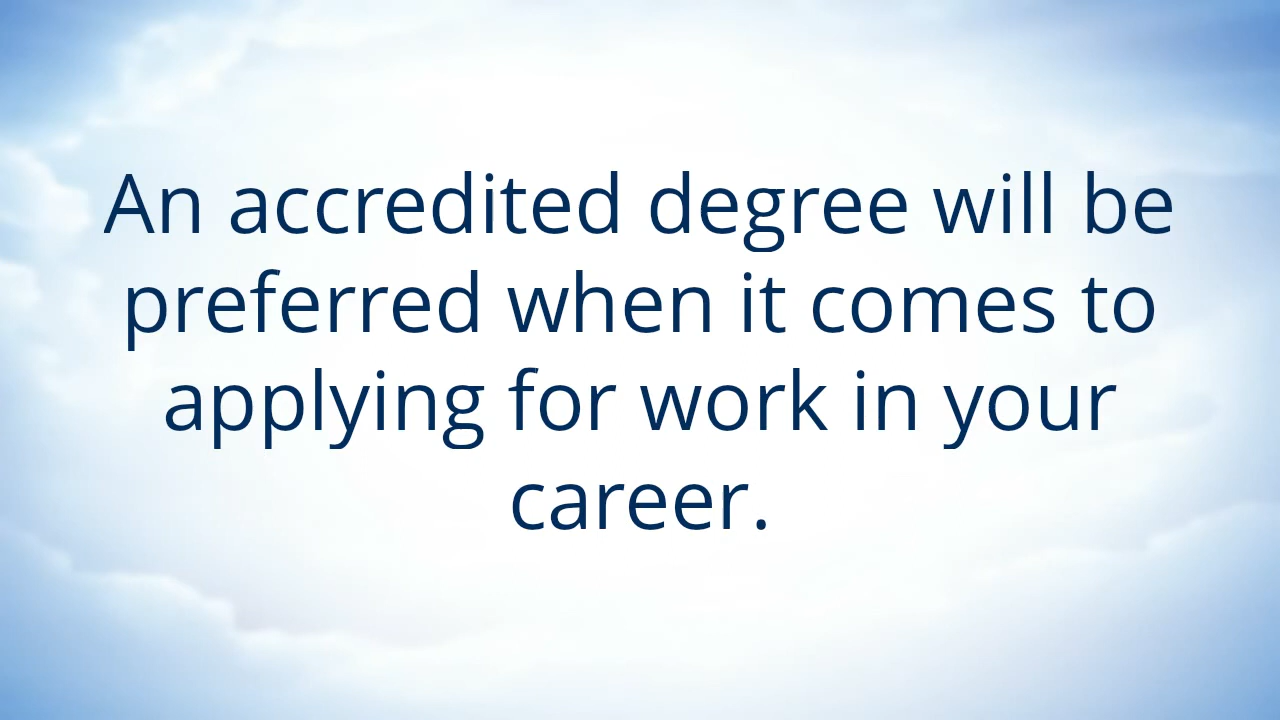 An accredited degree will be
preferred when it comes to
applying for work in your
career.